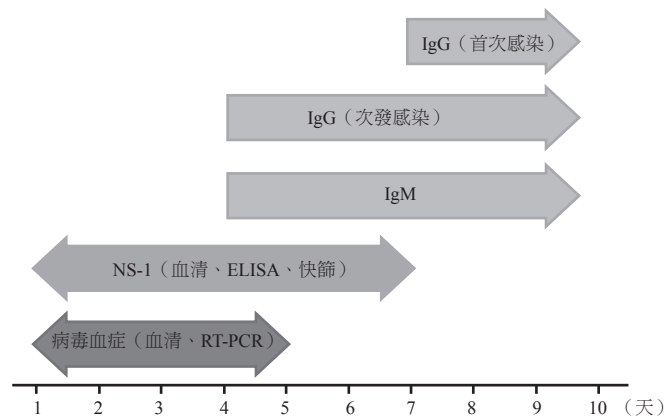 IgG（首次感染）
IgG（次發感染）
IgM
NS-1（血清、ELISA、快篩）
病毒血症（血清、RT-PCR）
1 2 3 4 5 6 7 8 9 10 （天）